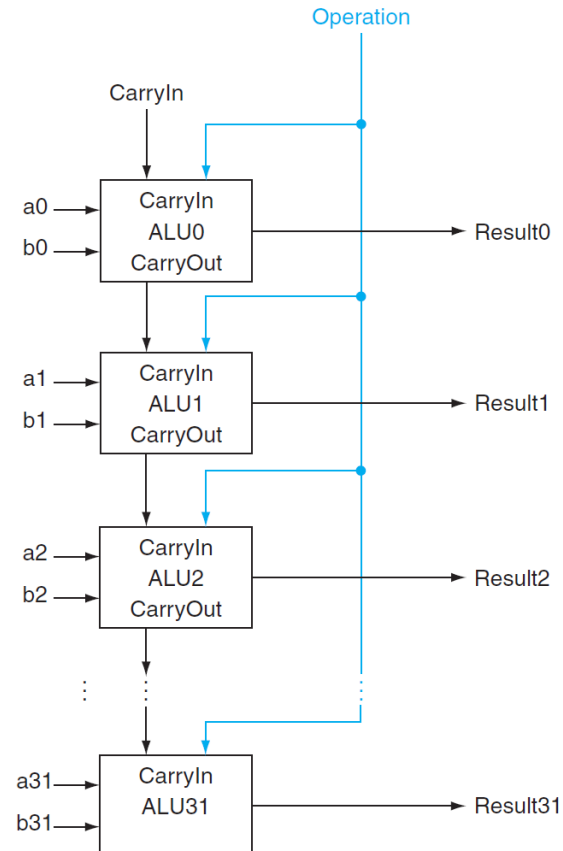 Operation
CarryIn
a0
b0
CarryIn
ALU0
CarryOut
Result0
a1
b1
CarryIn
ALU1
CarryOut
Result1
a2
b2
CarryIn
ALU2
CarryOut
Result2
a31
b31
CarryIn
ALU31
Result31